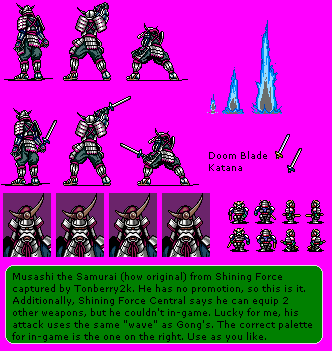 Doom Blade
Katana
Musashi the Samurai (how original) from Shining Force
captured by Tonberry2k. He has no promotion, so this is it.
Additionally, Shining Force Central says he can equip 2
other weapons, but he couldn't in-game. Lucky for me, his
attack uses the same "wave" as Gong's. The correct palette
for in-game is the one on the right. Use as you like.